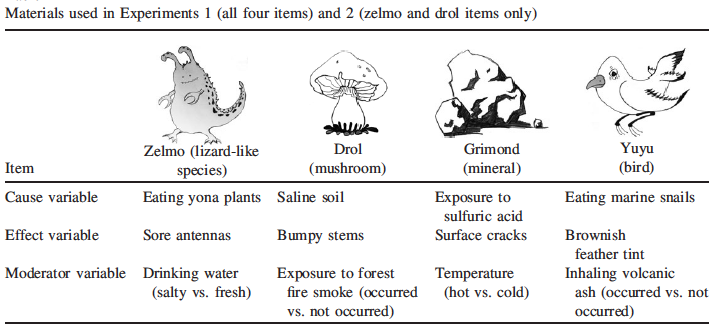 Materials used in Experiments 1 (all four items) and 2 (zelmo and drol items only)
Item Zelmo (lizard-like species) Drol (mushroom) Grimond (mineral) Yuyu (bird)
Cause variable Eating yona plants Saline soil Exposure to sulfuric acid Eating marine snails
Effect variable Sore antennas Bumpy stems Surface cracks Brownish feather tint
Moderator variable Drinking water (salty vs. fresh) Exposure to forest fire smoke (occurred vs. not occurred) Temperature (hot vs. cold) Inhaling volcanic ash (occurred vs. not occurred)